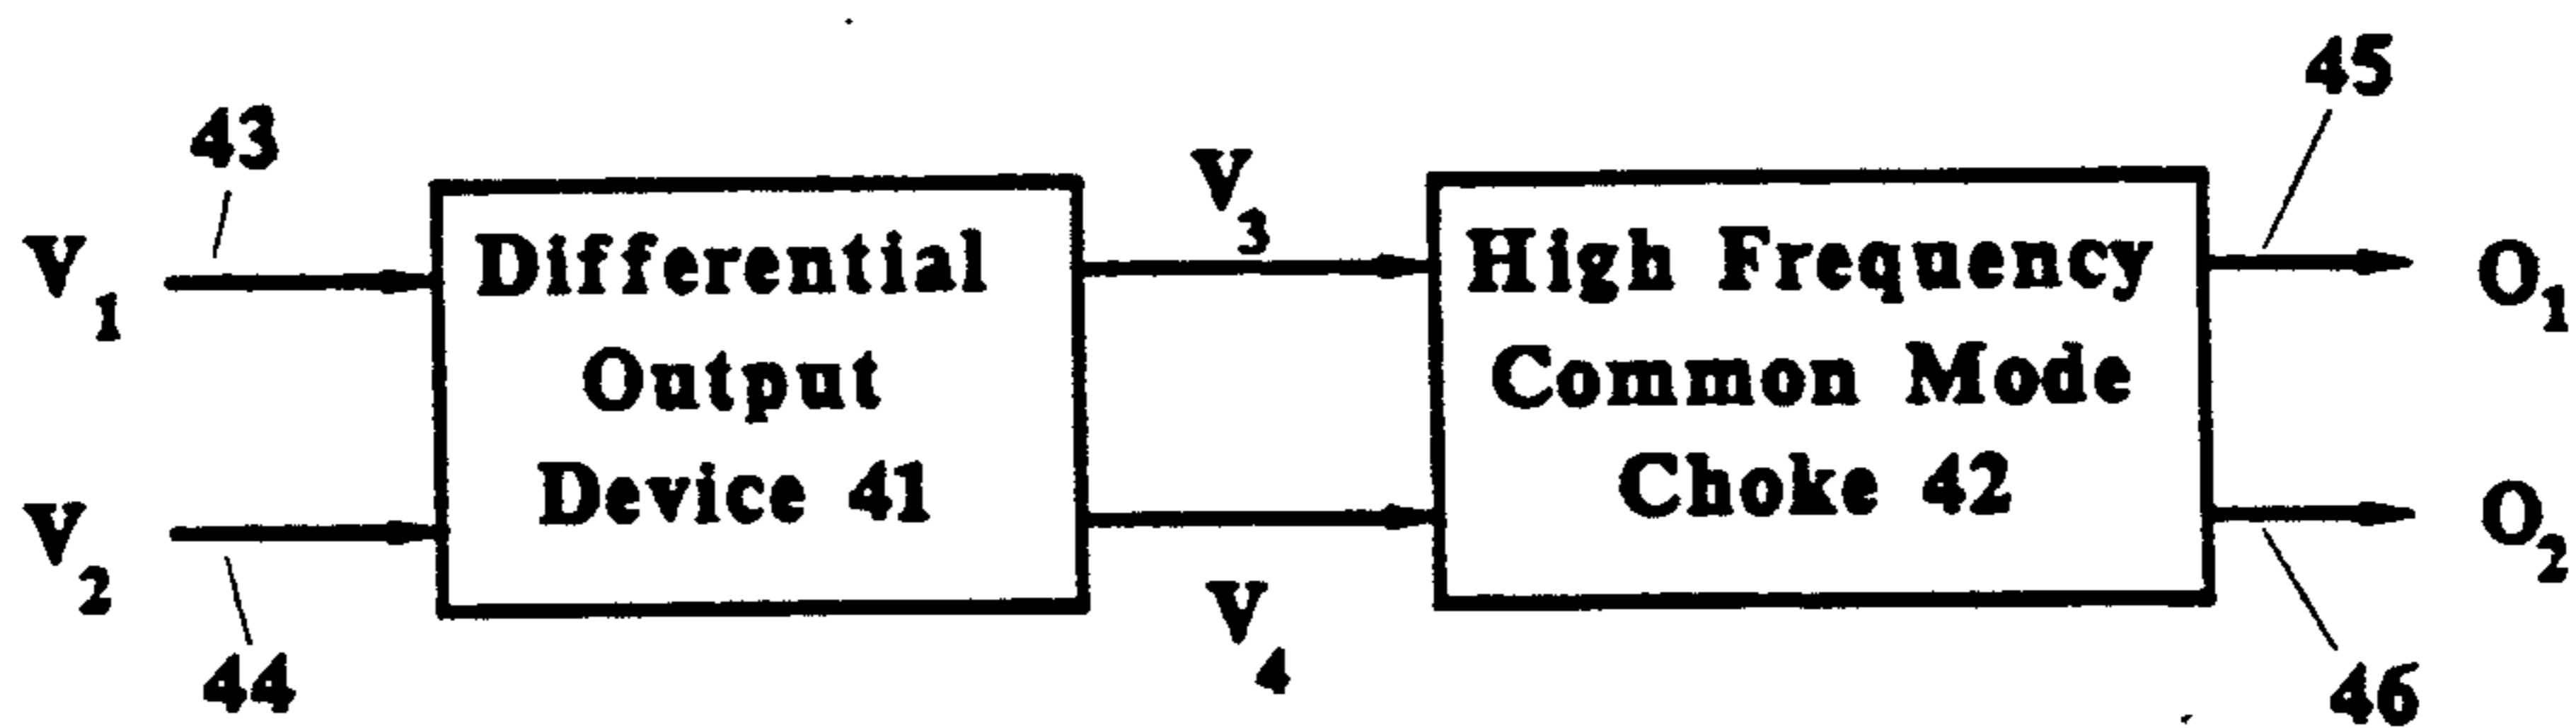 43
V1
V2
44
Differential
Output
Device 41
V3
V4
High Frequency
Common Mode
Choke 42
45
O1
O2
46